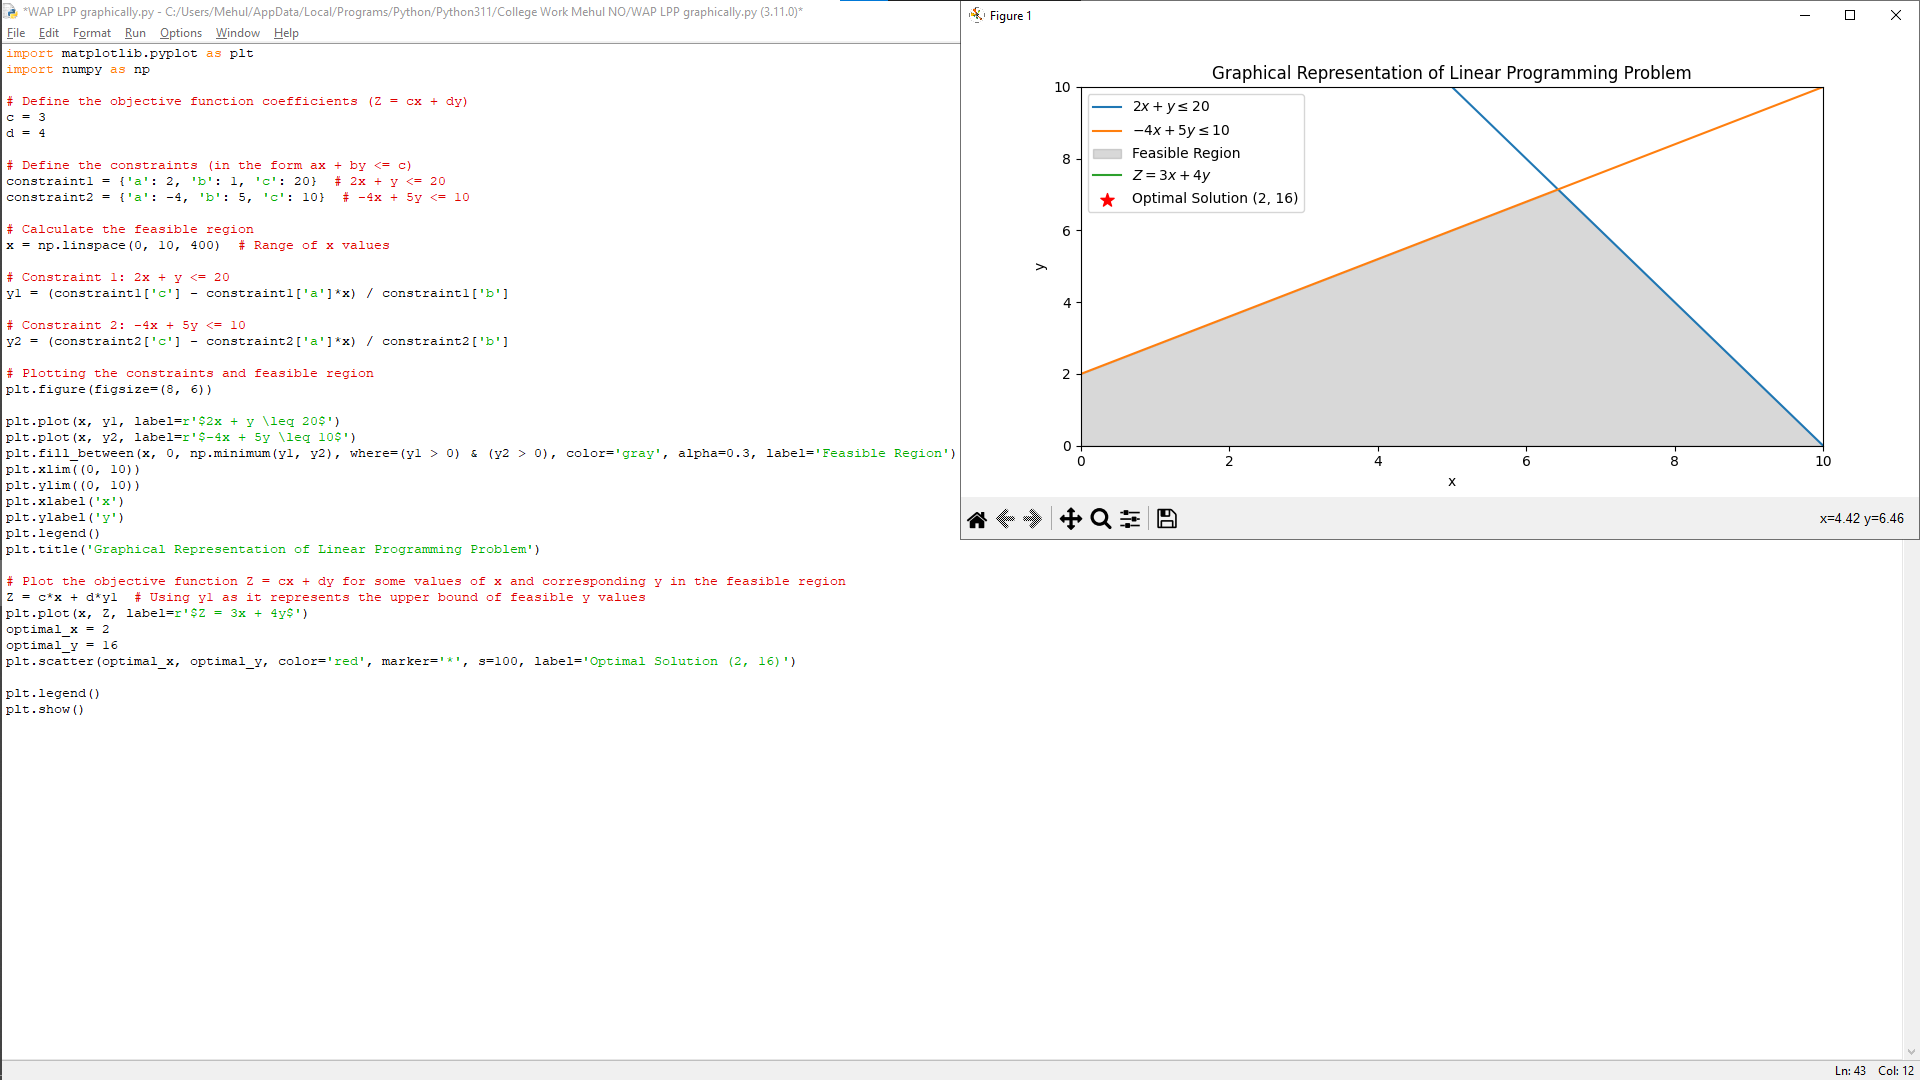 *WAP LPP graphically.py - C:/Users/Mehul/AppData/Local/Programs/Python/Python311/College Work Mehul NO/WAP LPP graphically.py (3.11.0)*
File Edit Format Run Options Window Help
import matplotlib.pyplot as plt
import numpy as np
# Define the objective function coefficients (Z = cx + dy)
c = 3
d = 4
# Define the constraints (in the form ax + by <= c)
constraint1 = {'a': 2, 'b': 1, 'c': 20}  # 2x + y <= 20
constraint2 = {'a': -4, 'b': 5, 'c': 10}  # -4x + 5y <= 10
# Calculate the feasible region
x = np.linspace(0, 10, 400)  # Range of x values
# Constraint 1: 2x + y <= 20
y1 = (constraint1['c'] - constraint1['a']*x) / constraint1['b']
# Constraint 2: -4x + 5y <= 10
y2 = (constraint2['c'] - constraint2['a']*x) / constraint2['b']
# Plotting the constraints and feasible region
plt.figure(figsize=(8, 6))
plt.plot(x, y1, label=r'$2x + y \leq 20$')
plt.plot(x, y2, label=r'$-4x + 5y \leq 10$')
plt.fill_between(x, 0, np.minimum(y1, y2), where=(y1 > 0) & (y2 > 0), color='gray', alpha=0.3, label='Feasible Region')
plt.xlim((0, 10))
plt.ylim((0, 10))
plt.xlabel('x')
plt.ylabel('y')
plt.legend()
plt.title('Graphical Representation of Linear Programming Problem')
# Plot the objective function Z = cx + dy for some values of x and corresponding y in the feasible region
Z = c*x + d*y1  # Using y1 as it represents the upper bound of feasible y values
plt.plot(x, Z, label=r'$Z = 3x + 4y$')
optimal_x = 2
optimal_y = 16
plt.scatter(optimal_x, optimal_y, color='red', marker='*', s=100, label='Optimal Solution (2, 16)')
plt.legend()
plt.show()
Figure 1
Graphical Representation of Linear Programming Problem
2x + y ≤ 20
−4x + 5y ≤ 10
Feasible Region
Z = 3x + 4y
Optimal Solution (2, 16)
10
8
6
4
2
0
y
0 2 4 6 8 10
x
x=4.42 y=6.46
Ln: 43 Col: 12